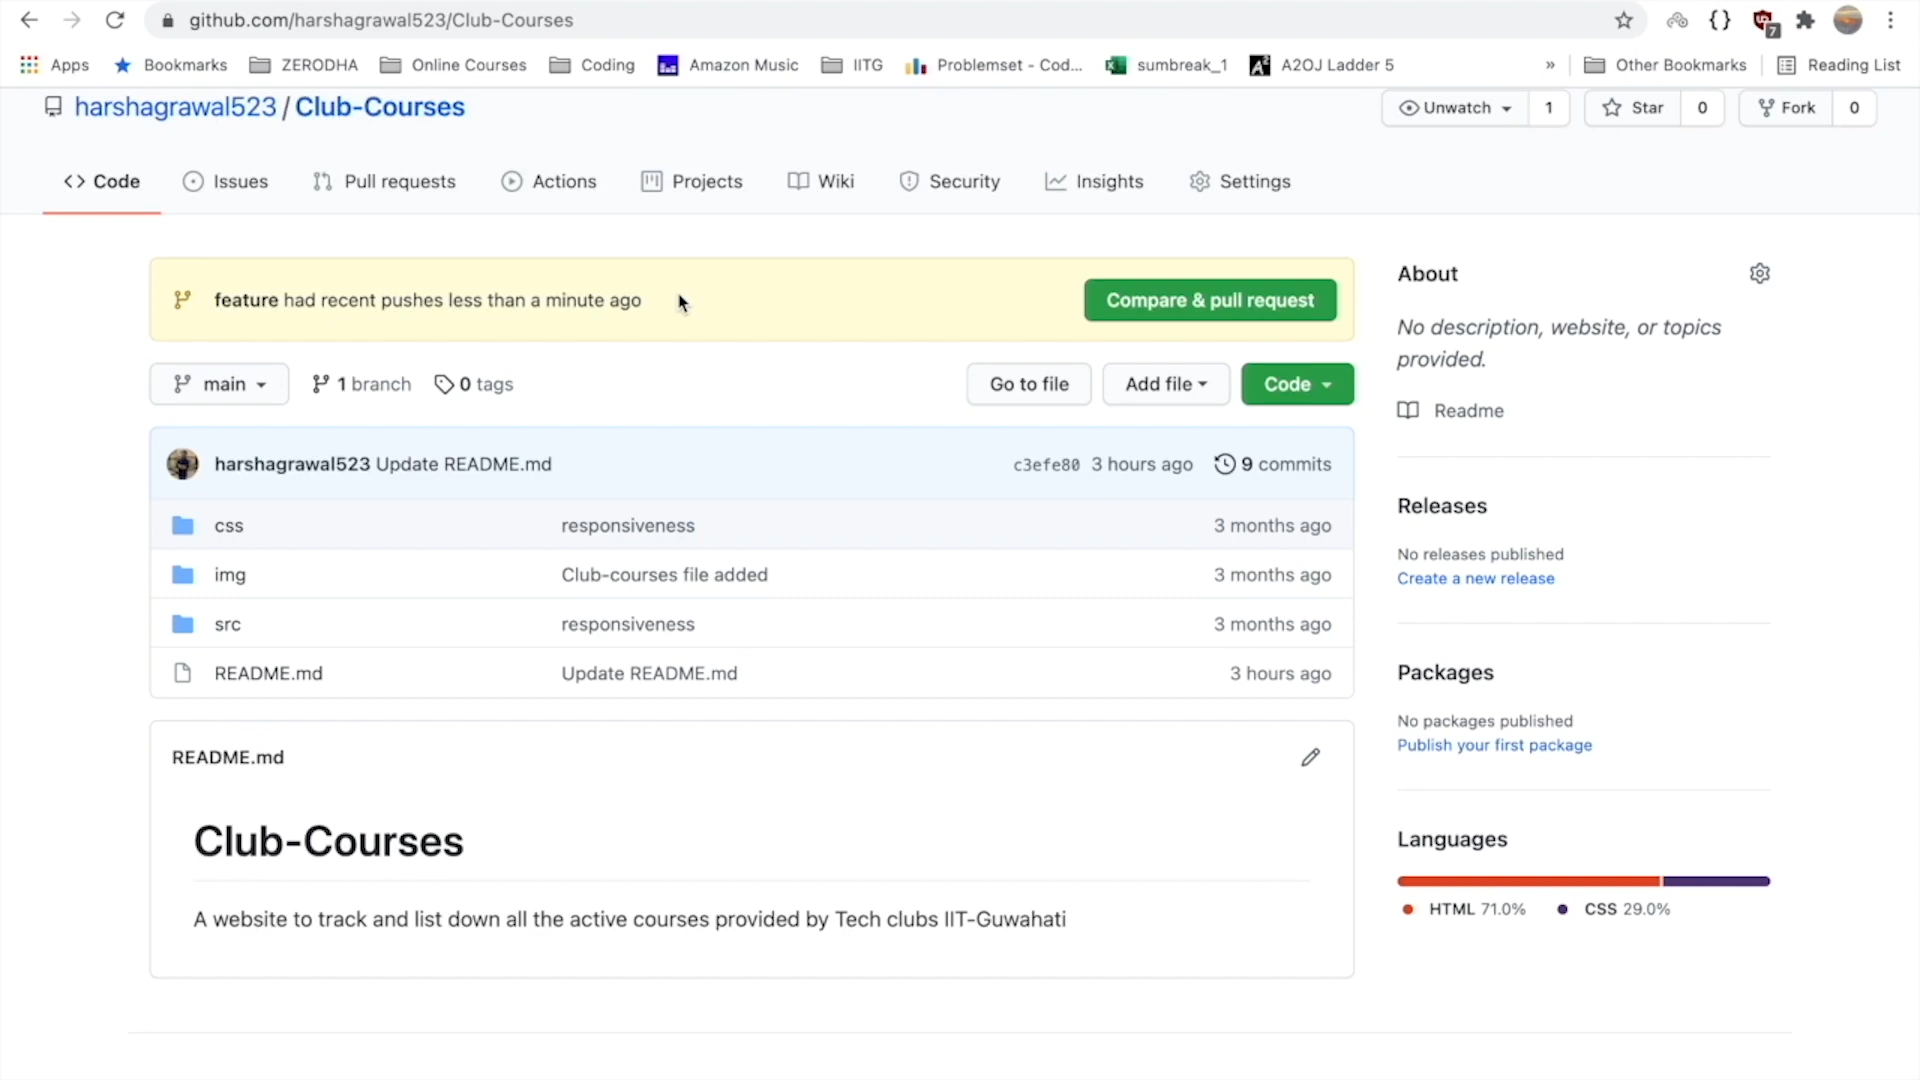 github.com/harshagrawal523/Club-Courses
7
Apps Bookmarks ZERODHA Online Courses Coding Amazon Music IITG Problemset - Cod... sumbreak_1 A2OJ Ladder 5 » Other Bookmarks Reading List
harshagrawal523 / Club-Courses
Unwatch 1 Star 0 Fork 0
Code Issues Pull requests Actions Projects Wiki Security Insights Settings
feature had recent pushes less than a minute ago Compare & pull request
main 1 branch 0 tags Go to file Add file Code
harshagrawal523 Update README.md c3efe80 3 hours ago 9 commits
css responsiveness 3 months ago
img Club-courses file added 3 months ago
src responsiveness 3 months ago
README.md Update README.md 3 hours ago
README.md
Club-Courses
A website to track and list down all the active courses provided by Tech clubs IIT-Guwahati
About
No description, website, or topics
provided.
Readme
Releases
No releases published
Create a new release
Packages
No packages published
Publish your first package
Languages
HTML 71.0% CSS 29.0%